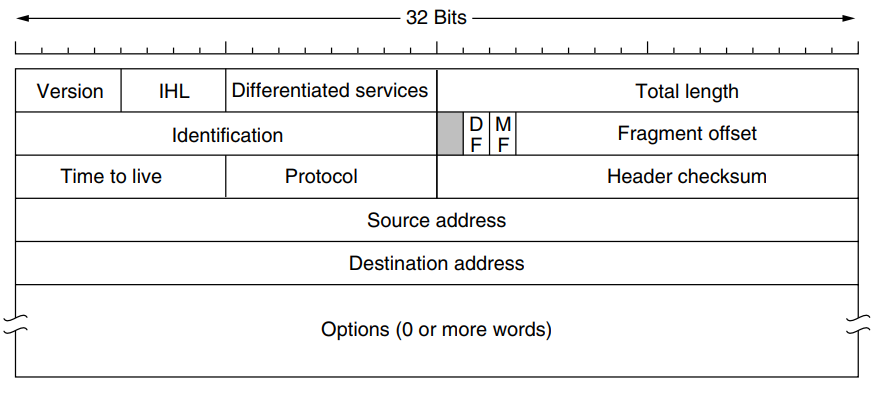 32 Bits
Version IHL Differentiated services Total length
Identification D F M F Fragment offset
Time to live Protocol Header checksum
Source address
Destination address
Options (0 or more words)